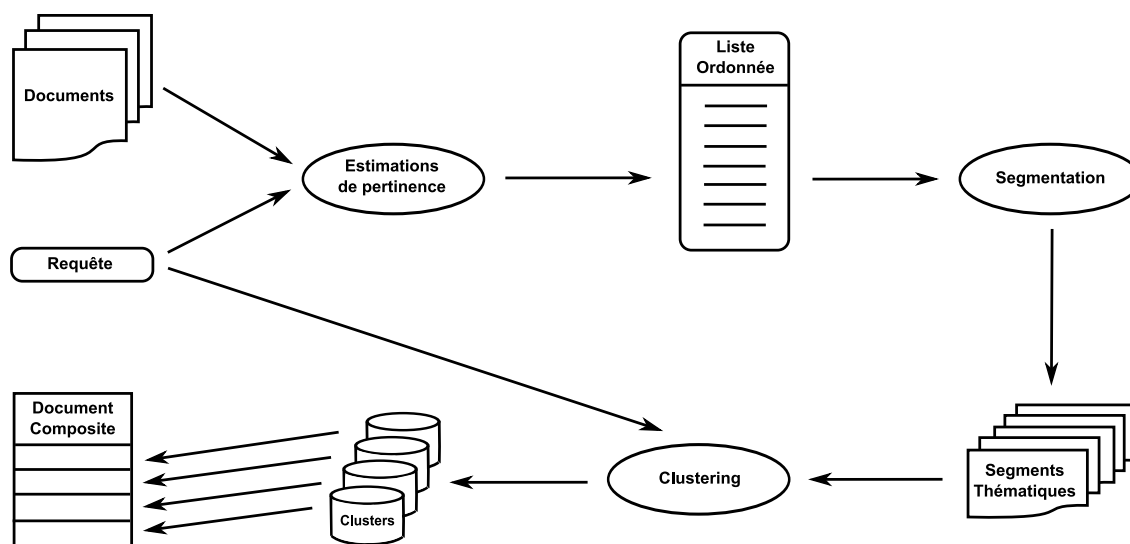 Documents
Liste
Ordonnée
Estimations
de pertinence
Segmentation
Requête
Document
Composite
Clusters
Clustering
Segments
Thématiques